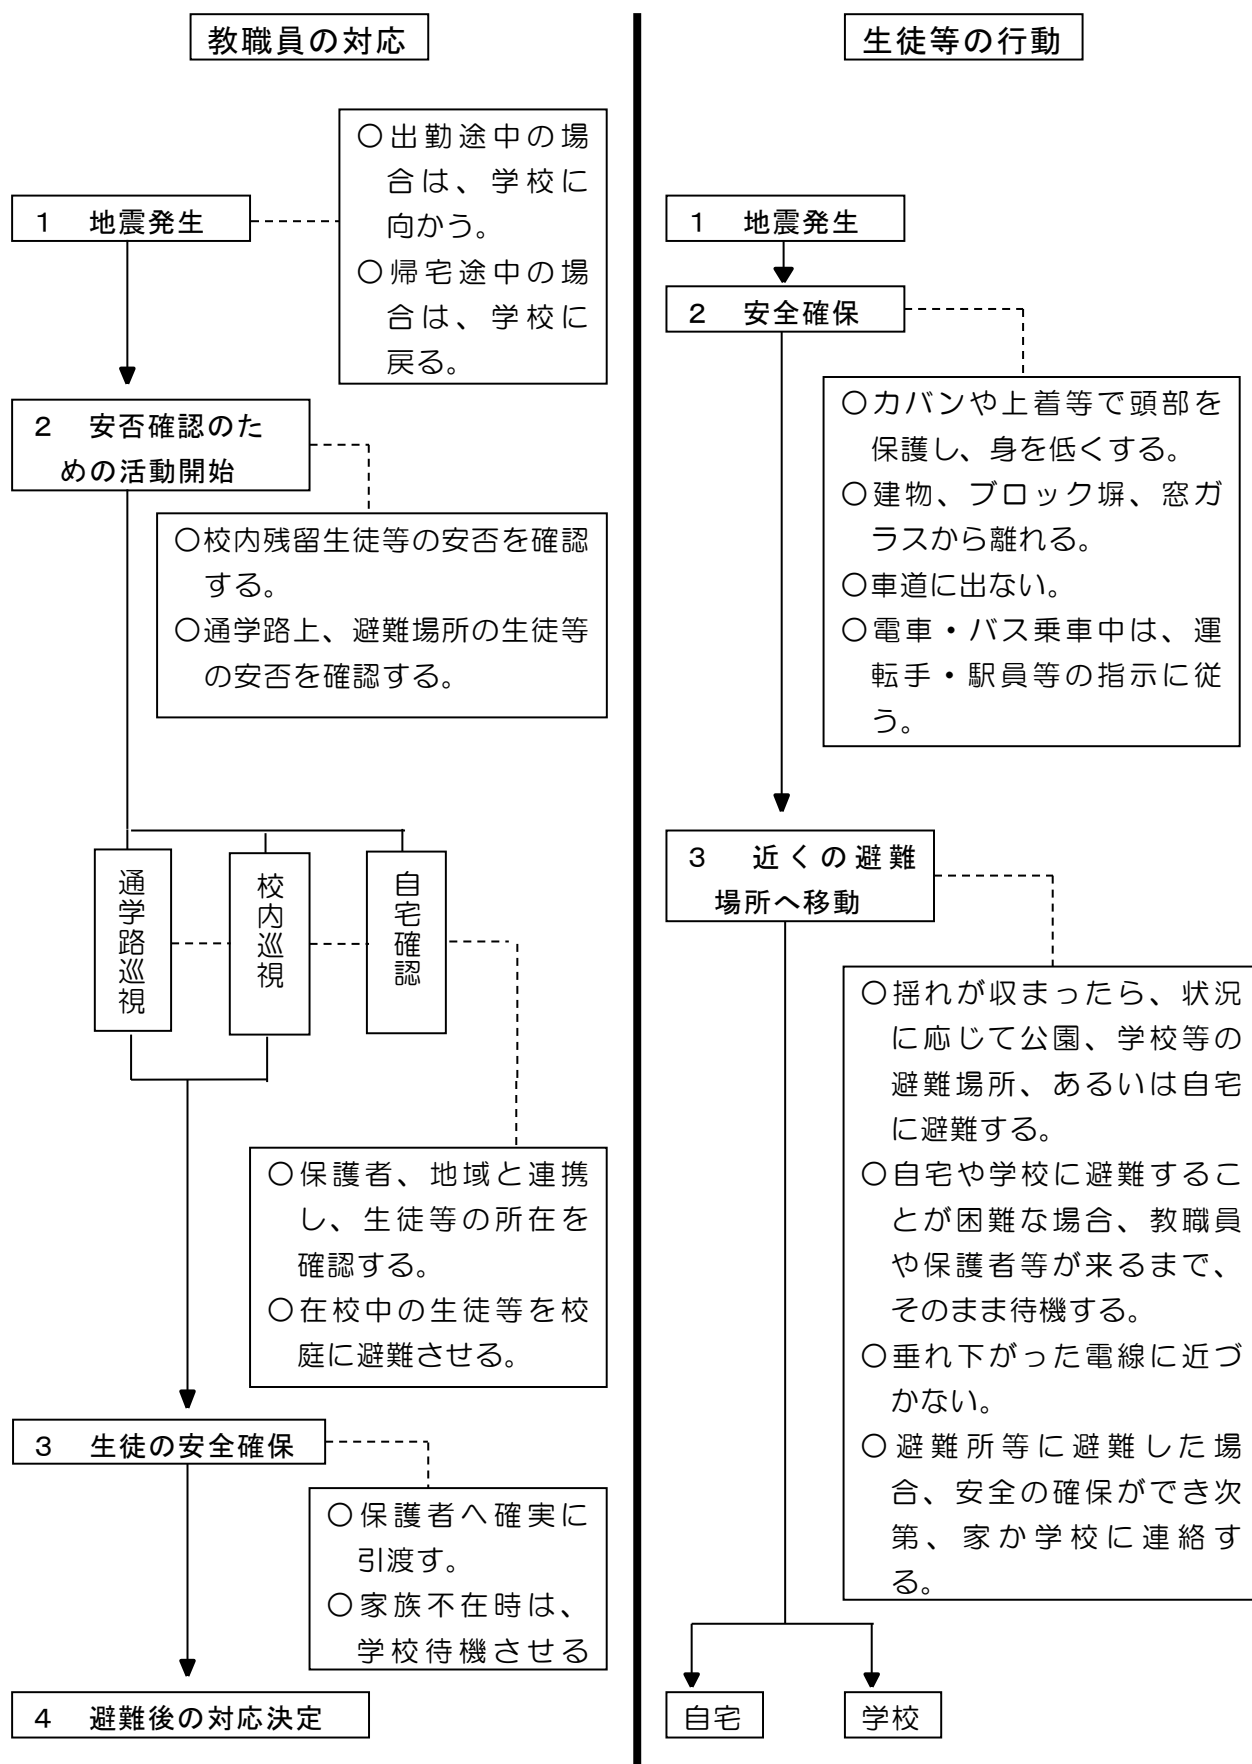 教職員の対応
○出勤途中の場
合は、学校に
向かう。
○帰宅途中の場
合は、学校に
戻る。
1 地震発生
2 安否確認のた
めの活動開始
○校内残留生徒等の安否を確認
する。
○通学路上、避難場所の生徒等
の安否を確認する。
通学路巡視
校内巡視
自宅確認
○保護者、地域と連携
し、生徒等の所在を
確認する。
○在校中の生徒等を校
庭に避難させる。
3 生徒の安全確保
○保護者へ確実に
引渡す。
○家族不在時は、
学校待機させる
4 避難後の対応決定
生徒等の行動
1 地震発生
2 安全確保
○カバンや上着等で頭部を
保護し、身を低くする。
○建物、ブロック塀、窓ガ
ラスから離れる。
○車道に出ない。
○電車・バス乗車中は、運
転手・駅員等の指示に従
う。
3 近くの避難
場所へ移動
○揺れが収まったら、状況
に応じて公園、学校等の
避難場所、あるいは自宅
に避難する。
○自宅や学校に避難するこ
とが困難な場合、教職員
や保護者等が来るまで、
そのまま待機する。
○垂れ下がった電線に近づ
かない。
○避難所等に避難した場
合、安全の確保ができ次
第、家か学校に連絡す
る。
自宅
学校